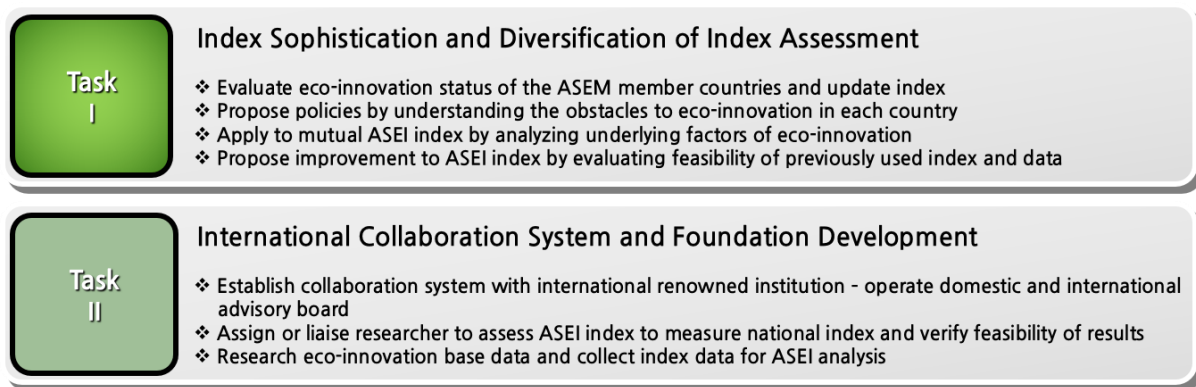 Task
I
Index Sophistication and Diversification of Index Assessment
❖ Evaluate eco-innovation status of the ASEM member countries and update index
❖ Propose policies by understanding the obstacles to eco-innovation in each country
❖ Apply to mutual ASEI index by analyzing underlying factors of eco-innovation
❖ Propose improvement to ASEI index by evaluating feasibility of previously used index and data
Task
II
International Collaboration System and Foundation Development
❖ Establish collaboration system with international renowned institution - operate domestic and international
advisory board
❖ Assign or liaise researcher to assess ASEI index to measure national index and verify feasibility of results
❖ Research eco-innovation base data and collect index data for ASEI analysis